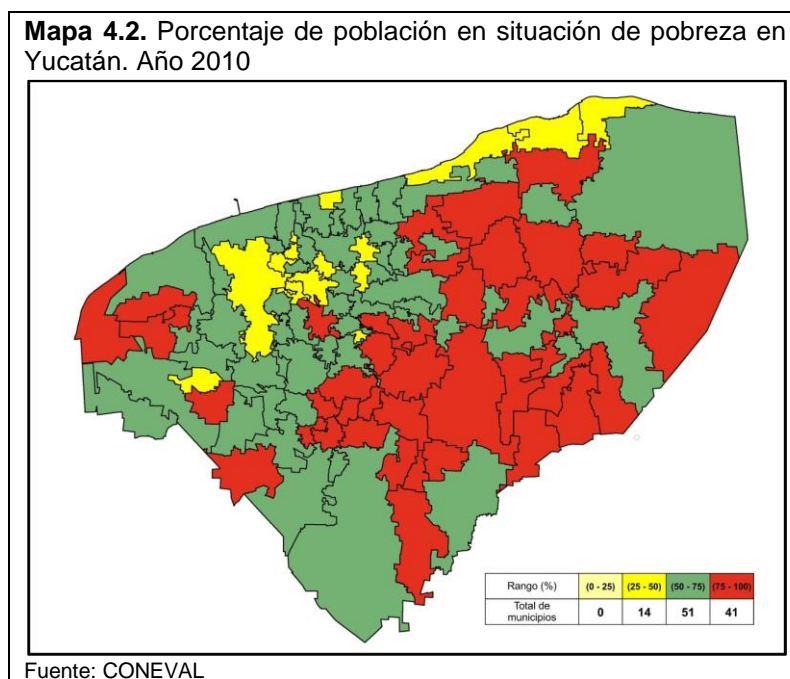 Mapa 4.2. Porcentaje de población en situación de pobreza en
Yucatán. Año 2010
Rango (%) (0 - 25) (25 - 50) (50 - 75) (75 - 100)
Total de municipios 0 14 51 41
Fuente: CONEVAL